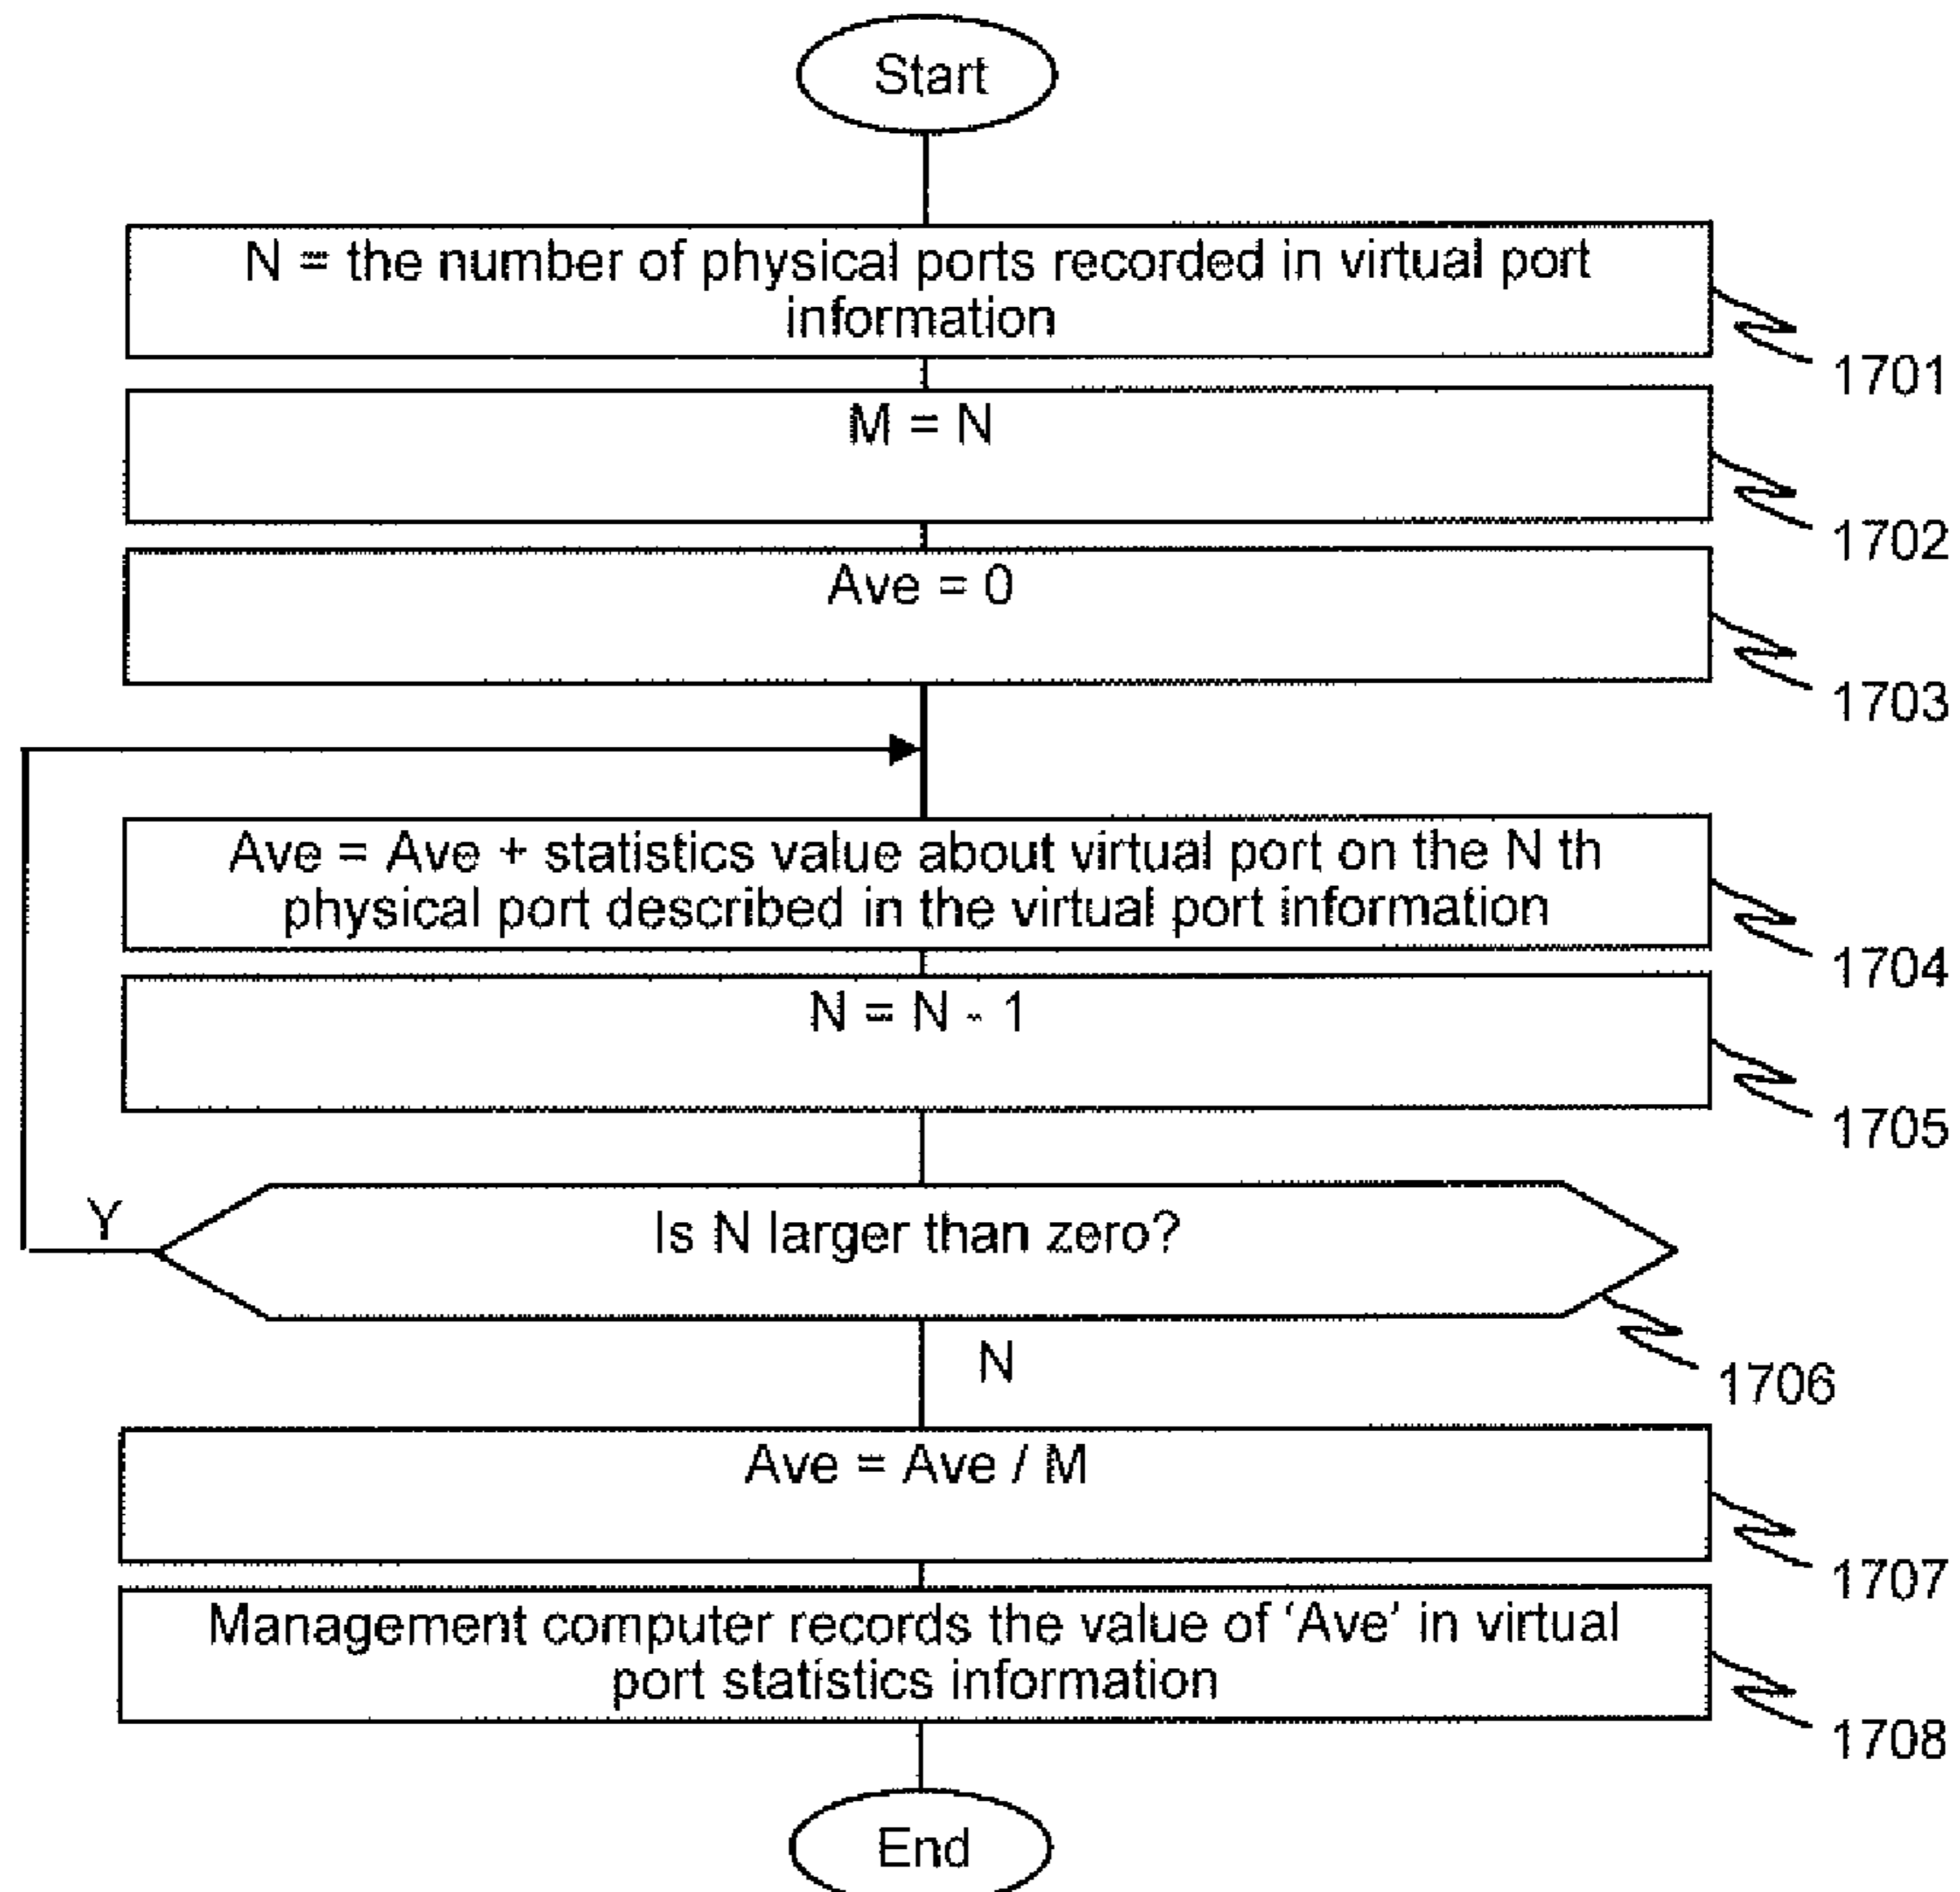 Start
N = the number of physical ports recorded in virtual port
information
1701
M = N
1702
Ave = 0
1703
Ave = Ave + statistics value about virtual port on the N th
physical port described in the virtual port information
1704
N = N - 1
1705
Y
Is N larger than zero?
N
1706
Ave = Ave / M
1707
Management computer records the value of ‘Ave’ in virtual
port statistics information
1708
End